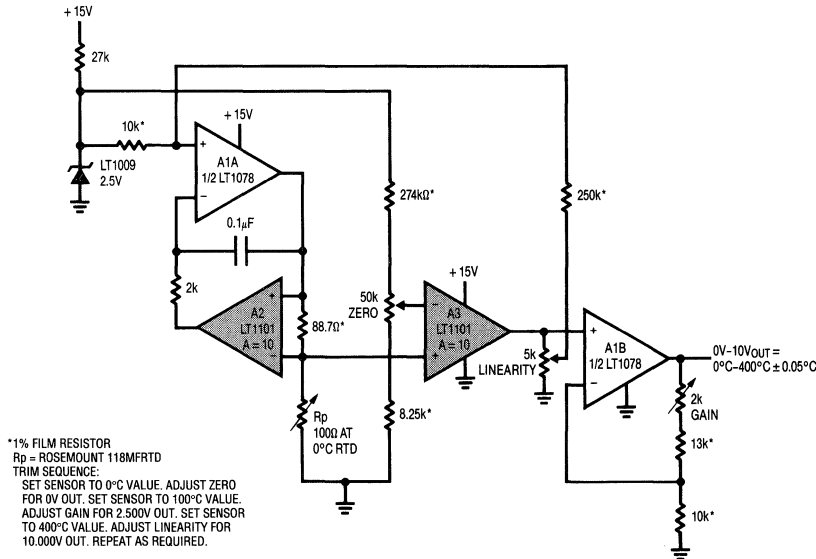 + 15V
27k
10k*
+ 15V
+
A1A
1/2 LT1078
−
LT1009
2.5V
0.1µF
274kΩ*
250k*
2k
50k
ZERO
+
A2
LT1101
A = 10
−
88.7Ω*
+ 15V
−
A3
LT1101
A = 10
+
5k
LINEARITY
+
A1B
1/2 LT1078
−
0V–10VOUT =
0°C–400°C ± 0.05°C
2k
GAIN
Rp
100Ω AT
0°C RTD
8.25k*
13k*
10k*
*1% FILM RESISTOR
Rp = ROSEMOUNT 118MFRTD
TRIM SEQUENCE:
SET SENSOR TO 0°C VALUE. ADJUST ZERO
FOR 0V OUT. SET SENSOR TO 100°C VALUE.
ADJUST GAIN FOR 2.500V OUT. SET SENSOR
TO 400°C VALUE. ADJUST LINEARITY FOR
10.000V OUT. REPEAT AS REQUIRED.